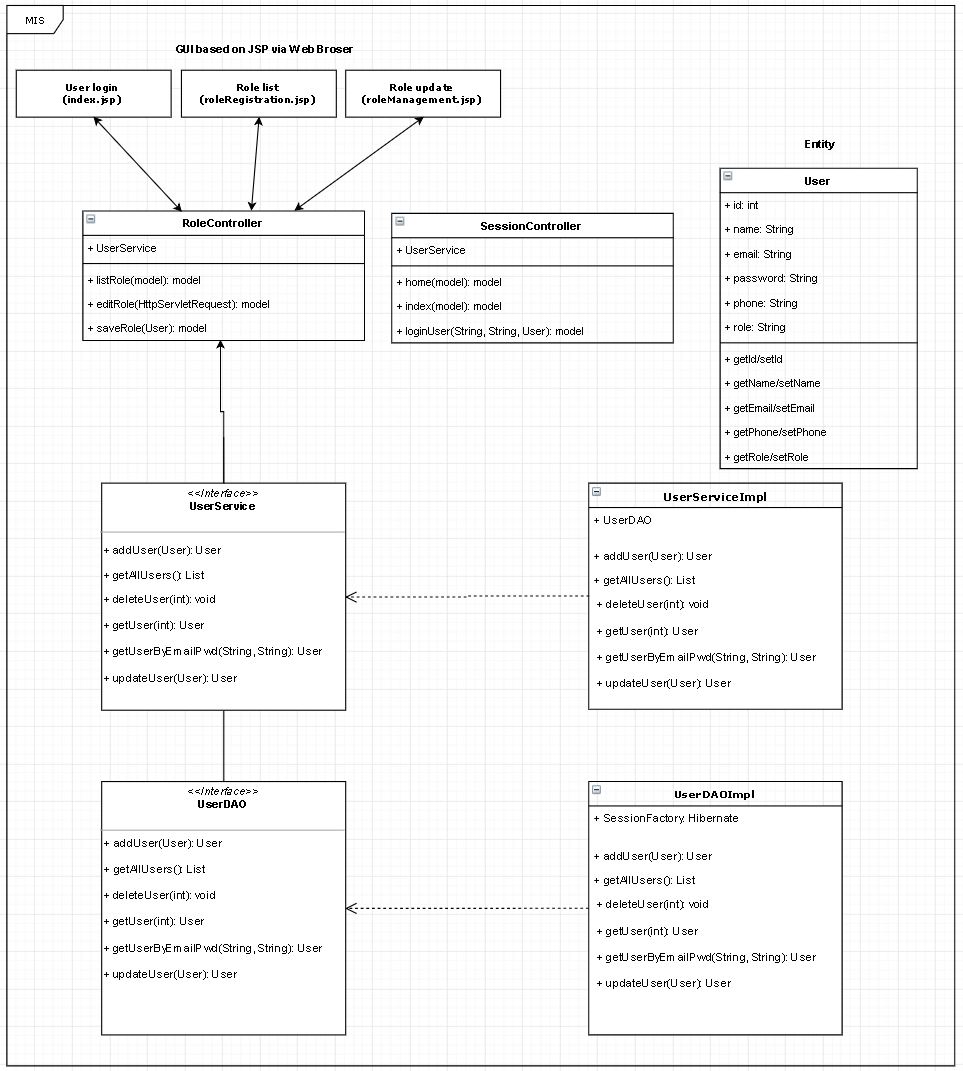 MIS
GUI based on JSP via Web Broser
User login
(index.jsp)
Role list
(roleRegistration.jsp)
Role update
(roleManagement.jsp)
RoleController
+ UserService
+ listRole(model): model
+ editRole(HttpServletRequest): model
+ saveRole(User): model
SessionController
+ UserService
+ home(model): model
+ index(model): model
+ loginUser(String, String, User): model
Entity
User
+ id: int
+ name: String
+ email: String
+ password: String
+ phone: String
+ role: String
+ getId/setId
+ getName/setName
+ getEmail/setEmail
+ getPhone/setPhone
+ getRole/setRole
<<Interface>>
UserService
+ addUser(User): User
+ getAllUsers(): List
+ deleteUser(int): void
+ getUser(int): User
+ getUserByEmailPwd(String, String): User
+ updateUser(User): User
UserServiceImpl
+ UserDAO
+ addUser(User): User
+ getAllUsers(): List
+ deleteUser(int): void
+ getUser(int): User
+ getUserByEmailPwd(String, String): User
+ updateUser(User): User
<<Interface>>
UserDAO
+ addUser(User): User
+ getAllUsers(): List
+ deleteUser(int): void
+ getUser(int): User
+ getUserByEmailPwd(String, String): User
+ updateUser(User): User
UserDAOImpl
+ SessionFactory: Hibernate
+ addUser(User): User
+ getAllUsers(): List
+ deleteUser(int): void
+ getUser(int): User
+ getUserByEmailPwd(String, String): User
+ updateUser(User): User